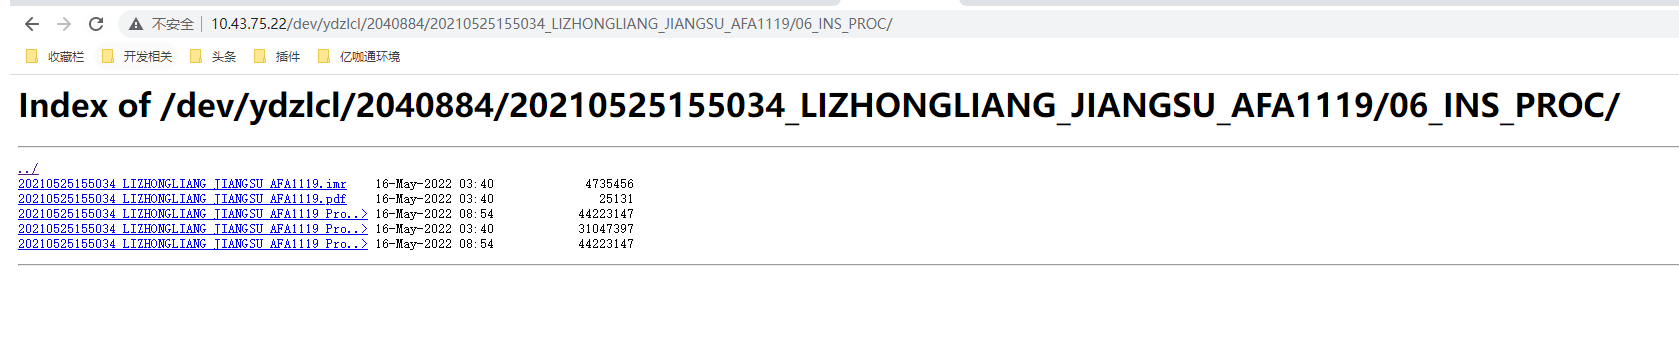 不安全 10.43.75.22/dev/ydzlcl/2040884/20210525155034_LIZHONGLIANG_JIANGSU_AFA1119/06_INS_PROC/
收藏栏 开发相关 头条 插件 亿咖通环境
Index of /dev/ydzlcl/2040884/20210525155034_LIZHONGLIANG_JIANGSU_AFA1119/06_INS_PROC/
../
20210525155034_LIZHONGLIANG_JIANGSU_AFA1119.imr 16-May-2022 03:40 4735456
20210525155034_LIZHONGLIANG_JIANGSU_AFA1119.pdf 16-May-2022 03:40 25131
20210525155034_LIZHONGLIANG_JIANGSU_AFA1119_Pro..> 16-May-2022 08:54 44223147
20210525155034_LIZHONGLIANG_JIANGSU_AFA1119_Pro..> 16-May-2022 03:40 31047397
20210525155034_LIZHONGLIANG_JIANGSU_AFA1119_Pro..> 16-May-2022 08:54 44223147